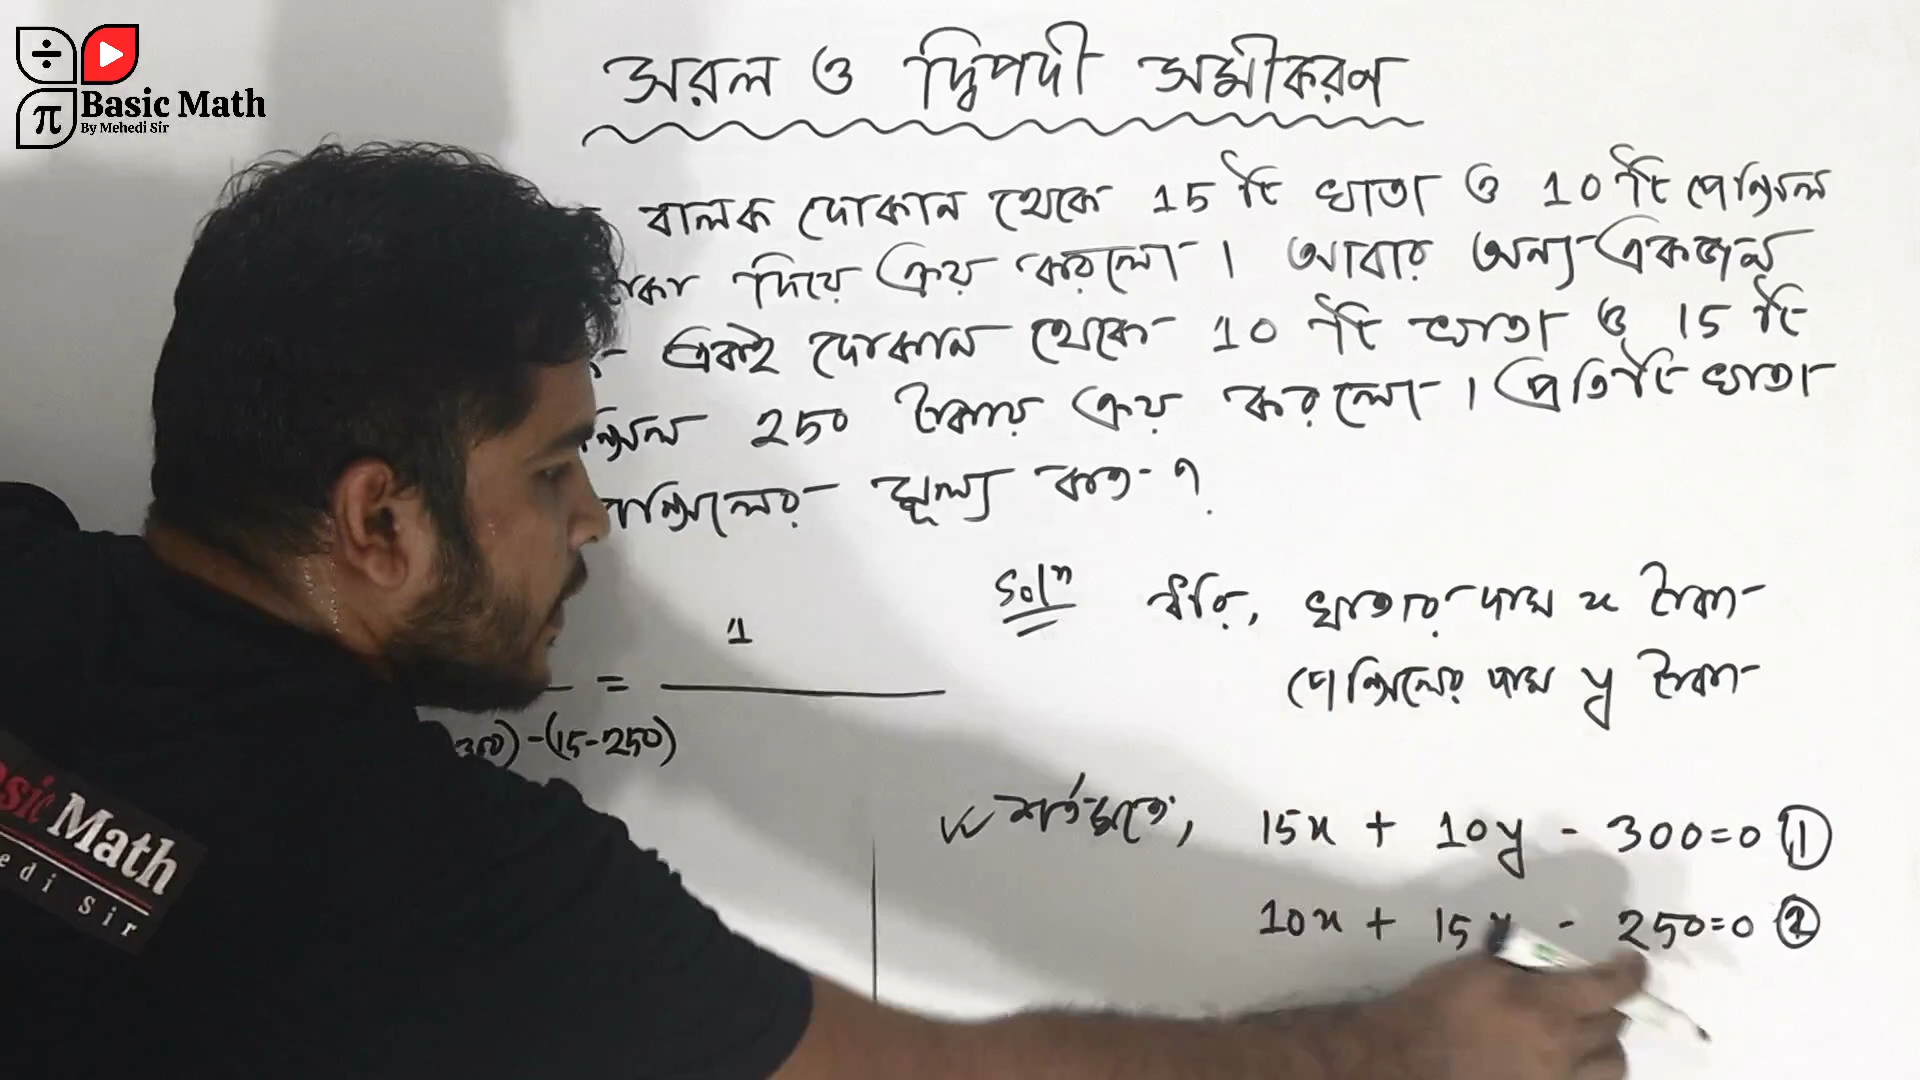 ÷
π
Basic Math
By Mehedi Sir
সরল ও দ্বিপদী সমীকরণ
বালক দোকান থেকে 15 টি খাতা ও 10 টি পেন্সিল
দিয়ে ক্রয় করলো। আবার অন্য একজন
একই দোকান থেকে 10 টি খাতা ও 15 টি
250 টাকায় ক্রয় করলো। প্রতিটি খাতা
মূল্য কত?
Solⁿ ধরি, খাতার দাম x টাকা
পেন্সিলের দাম y টাকা
= 1
)-(15-250)
শর্তমতে, 15x + 10y - 300=0 ①
10x + 15y - 250=0 ②
Math
edi Sir